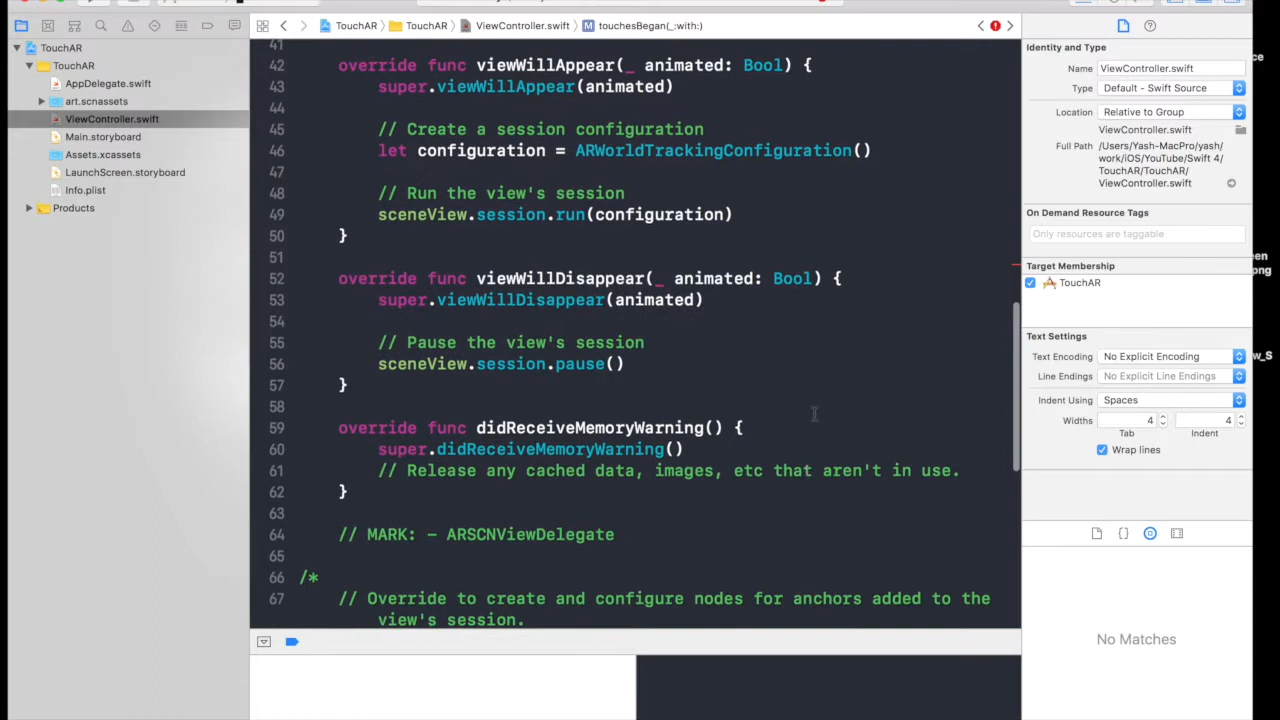 TouchAR
TouchAR
ViewController.swift
touchesBegan(_:with:)
TouchAR
TouchAR
AppDelegate.swift
art.scnassets
ViewController.swift
Main.storyboard
Assets.xcassets
LaunchScreen.storyboard
Info.plist
Products
41
42 override func viewWillAppear(_ animated: Bool) {
43 super.viewWillAppear(animated)
44
45 // Create a session configuration
46 let configuration = ARWorldTrackingConfiguration()
47
48 // Run the view's session
49 sceneView.session.run(configuration)
50 }
51
52 override func viewWillDisappear(_ animated: Bool) {
53 super.viewWillDisappear(animated)
54
55 // Pause the view's session
56 sceneView.session.pause()
57 }
58
59 override func didReceiveMemoryWarning() {
60 super.didReceiveMemoryWarning()
61 // Release any cached data, images, etc that aren't in use.
62 }
63
64 // MARK: - ARSCNViewDelegate
65
66 /*
67 // Override to create and configure nodes for anchors added to the
view's session.
Identity and Type
Name ViewController.swift
Type Default - Swift Source
Location Relative to Group
ViewController.swift
Full Path /Users/Yash-MacPro/yash/
work/iOS/YouTube/Swift 4/
TouchAR/TouchAR/
ViewController.swift
On Demand Resource Tags
Only resources are taggable
Target Membership
TouchAR
Text Settings
Text Encoding No Explicit Encoding
Line Endings No Explicit Line Endings
Indent Using Spaces
Widths 4 4
Tab Indent
Wrap lines
No Matches
ce
een
ong
w_S